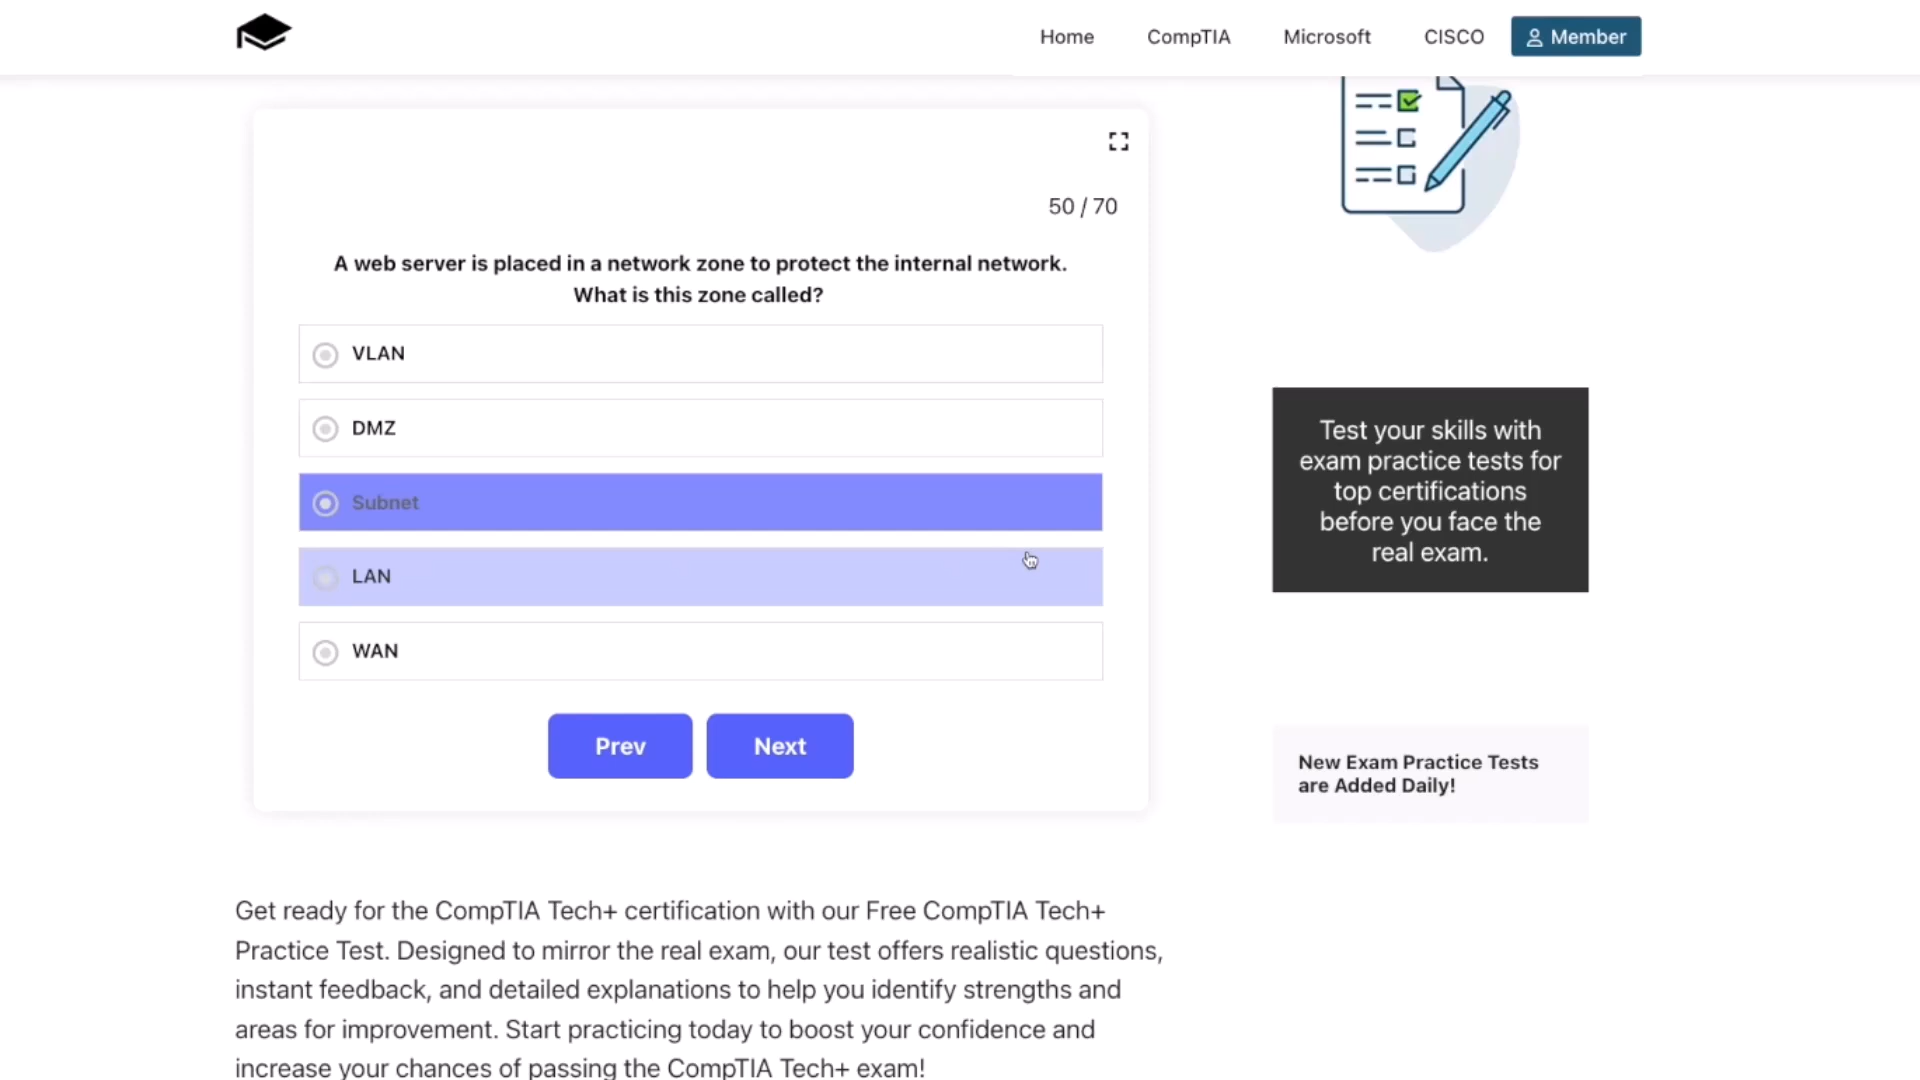 Home CompTIA Microsoft CISCO Member
50 / 70
A web server is placed in a network zone to protect the internal network.
What is this zone called?
VLAN
DMZ
Subnet
LAN
WAN
Prev Next
Test your skills with
exam practice tests for
top certifications
before you face the
real exam.
New Exam Practice Tests
are Added Daily!
Get ready for the CompTIA Tech+ certification with our Free CompTIA Tech+
Practice Test. Designed to mirror the real exam, our test offers realistic questions,
instant feedback, and detailed explanations to help you identify strengths and
areas for improvement. Start practicing today to boost your confidence and
increase your chances of passing the CompTIA Tech+ exam!